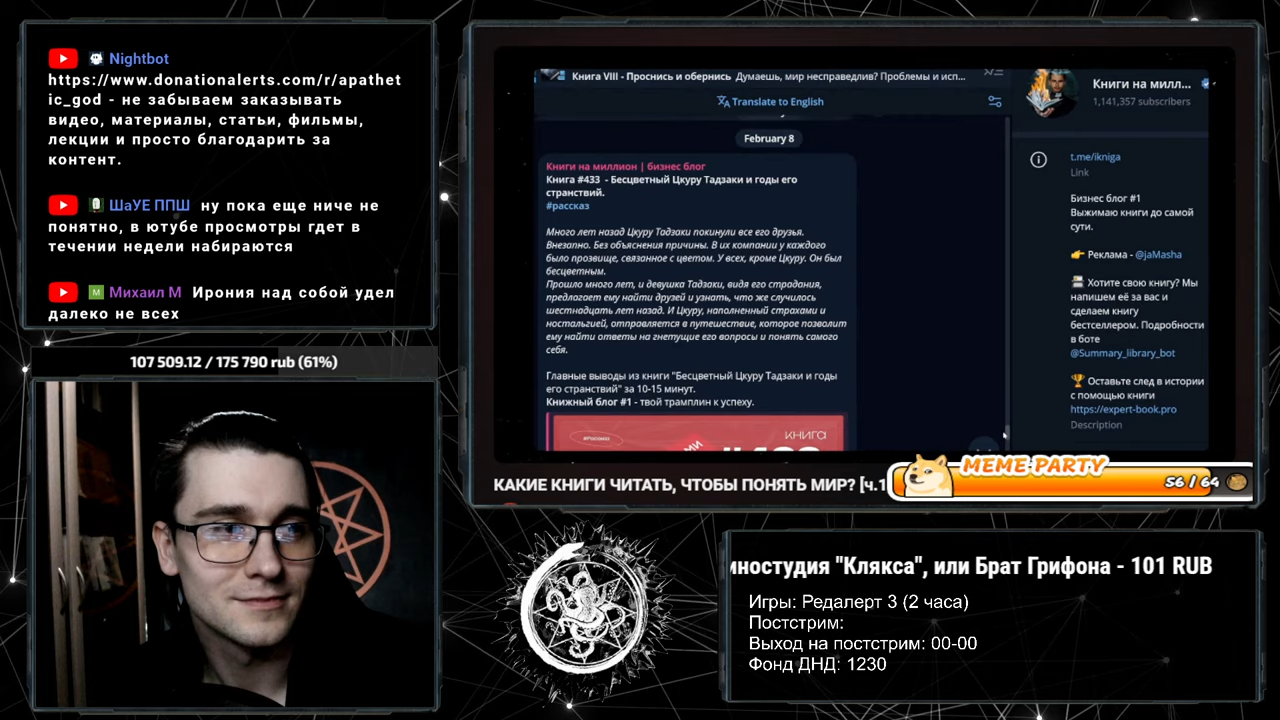 Nightbot
https://www.donationalerts.com/r/apathet
ic_god - не забываем заказывать
видео, материалы, статьи, фильмы,
лекции и просто благодарить за
контент.
ШаУЕ ППШ ну пока еще ниче не
понятно, в ютубе просмотры гдет в
течении недели набираются
М Михаил М Ирония над собой удел
далеко не всех
107 509.12 / 175 790 rub (61%)
Книга VIII - Проснись и обернись Думаешь, мир несправедлив? Проблемы и исп...
Translate to English
February 8
Книги на миллион | бизнес блог
Книга #433 - Бесцветный Цкуру Тадзаки и годы его
странствий.
#рассказ
Много лет назад Цкуру Тадзаки покинули все его друзья.
Внезапно. Без объяснения причины. В их компании у каждого
было прозвище, связанное с цветом. У всех, кроме Цкуру. Он был
бесцветным.
Прошло много лет, и девушка Тадзаки, видя его страдания,
предлагает ему найти друзей и узнать, что же случилось
шестнадцать лет назад. И Цкуру, наполненный страхами и
ностальгией, отправляется в путешествие, которое позволит
ему найти ответы на гнетущие его вопросы и понять самого
себя.
Главные выводы из книги "Бесцветный Цкуру Тадзаки и годы
его странствий" за 10-15 минут.
Книжный блог #1 - твой трамплин к успеху.
#Рассказ
КНИГА
Книги на милл...
1,141,357 subscribers
t.me/ikniga
Link
Бизнес блог #1
Выжимаю книги до самой
сути.
👉 Реклама - @jaMasha
Хотите свою книгу? Мы
напишем её за вас и
сделаем книгу
бестселлером. Подробности
в боте
@Summary_library_bot
🏆 Оставьте след в истории
с помощью книги
https://expert-book.pro
Description
КАКИЕ КНИГИ ЧИТАТЬ, ЧТОБЫ ПОНЯТЬ МИР? [ч.1
MEME PARTY
56 / 64
иностудия "Клякса", или Брат Грифона - 101 RUB
Игры: Редалерт 3 (2 часа)
Постстрим:
Выход на постстрим: 00-00
Фонд ДНД: 1230